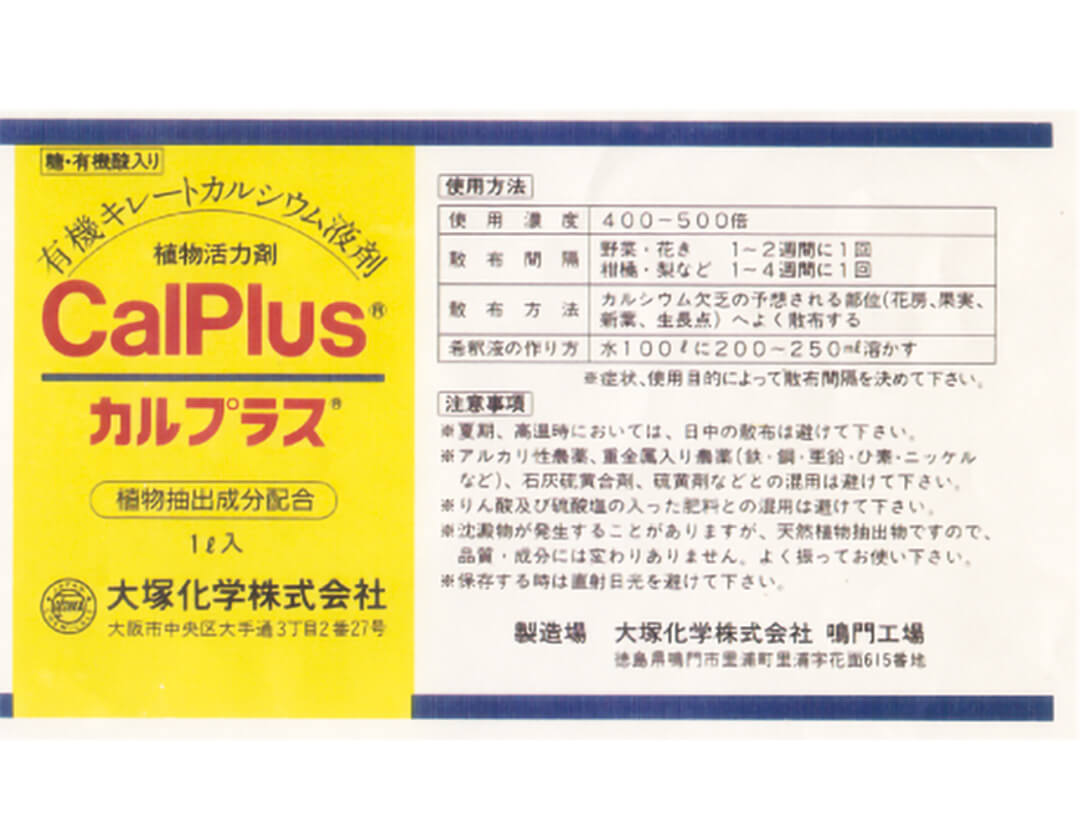 糖・有機酸入り
有機キレートカルシウム液剤
植物活力剤
CalPlus®
カルプラス®
植物抽出成分配合
1ℓ入
大塚化学株式会社
大阪市中央区大手通3丁目2番27号
使用方法
使用濃度 400~500倍
散布間隔 野菜・花き 1~2週間に1回
柑橘・梨など 1~4週間に1回
散布方法 カルシウム欠乏の予想される部位(花房、果実、
新葉、生長点)へよく散布する
希釈液の作り方 水100ℓに200~250mℓ溶かす
※症状、使用目的によって散布間隔を決めて下さい。
注意事項
※夏期、高温時においては、日中の散布は避けて下さい。
※アルカリ性農薬、重金属入り農薬(鉄・銅・亜鉛・ひ素・ニッケル
など)、石灰硫黄合剤、硫黄剤などとの混用は避けて下さい。
※りん酸及び硫酸塩の入った肥料との混用は避けて下さい。
※沈澱物が発生することがありますが、天然植物抽出物ですので、
品質・成分には変わりありません。よく振ってお使い下さい。
※保存する時は直射日光を避けて下さい。
製造場 大塚化学株式会社 鳴門工場
徳島県鳴門市里浦町里浦字花面615番地